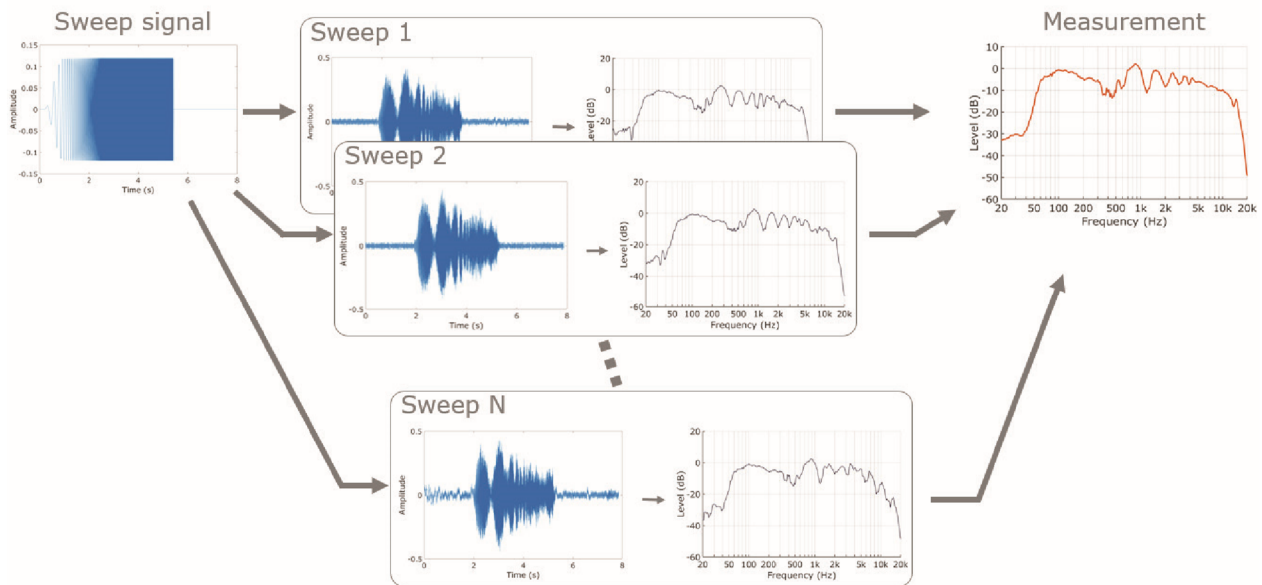 Sweep signal
0.15
0.1
0.05
0
-0.05
-0.1
-0.15
Amplitude
0 2 4 6 8
Time (s)
Sweep 1
0.5
0
-0.5
Amplitude
20
0
-20
Level (dB)
Sweep 2
0.5
0
-0.5
Amplitude
0 2 4 6 8
Time (s)
20
0
-20
-40
-60
Level (dB)
20 50 100 200 500 1k 2k 5k 10k 20k
Frequency (Hz)
Sweep N
0.5
0
-0.5
Amplitude
0 2 4 6 8
Time (s)
20
0
-20
-40
-60
Level (dB)
20 50 100 200 500 1k 2k 5k 10k 20k
Frequency (Hz)
Measurement
10
0
-10
-20
-30
-40
-50
-60
Level (dB)
20 50 100 200 500 1k 2k 5k 10k 20k
Frequency (Hz)